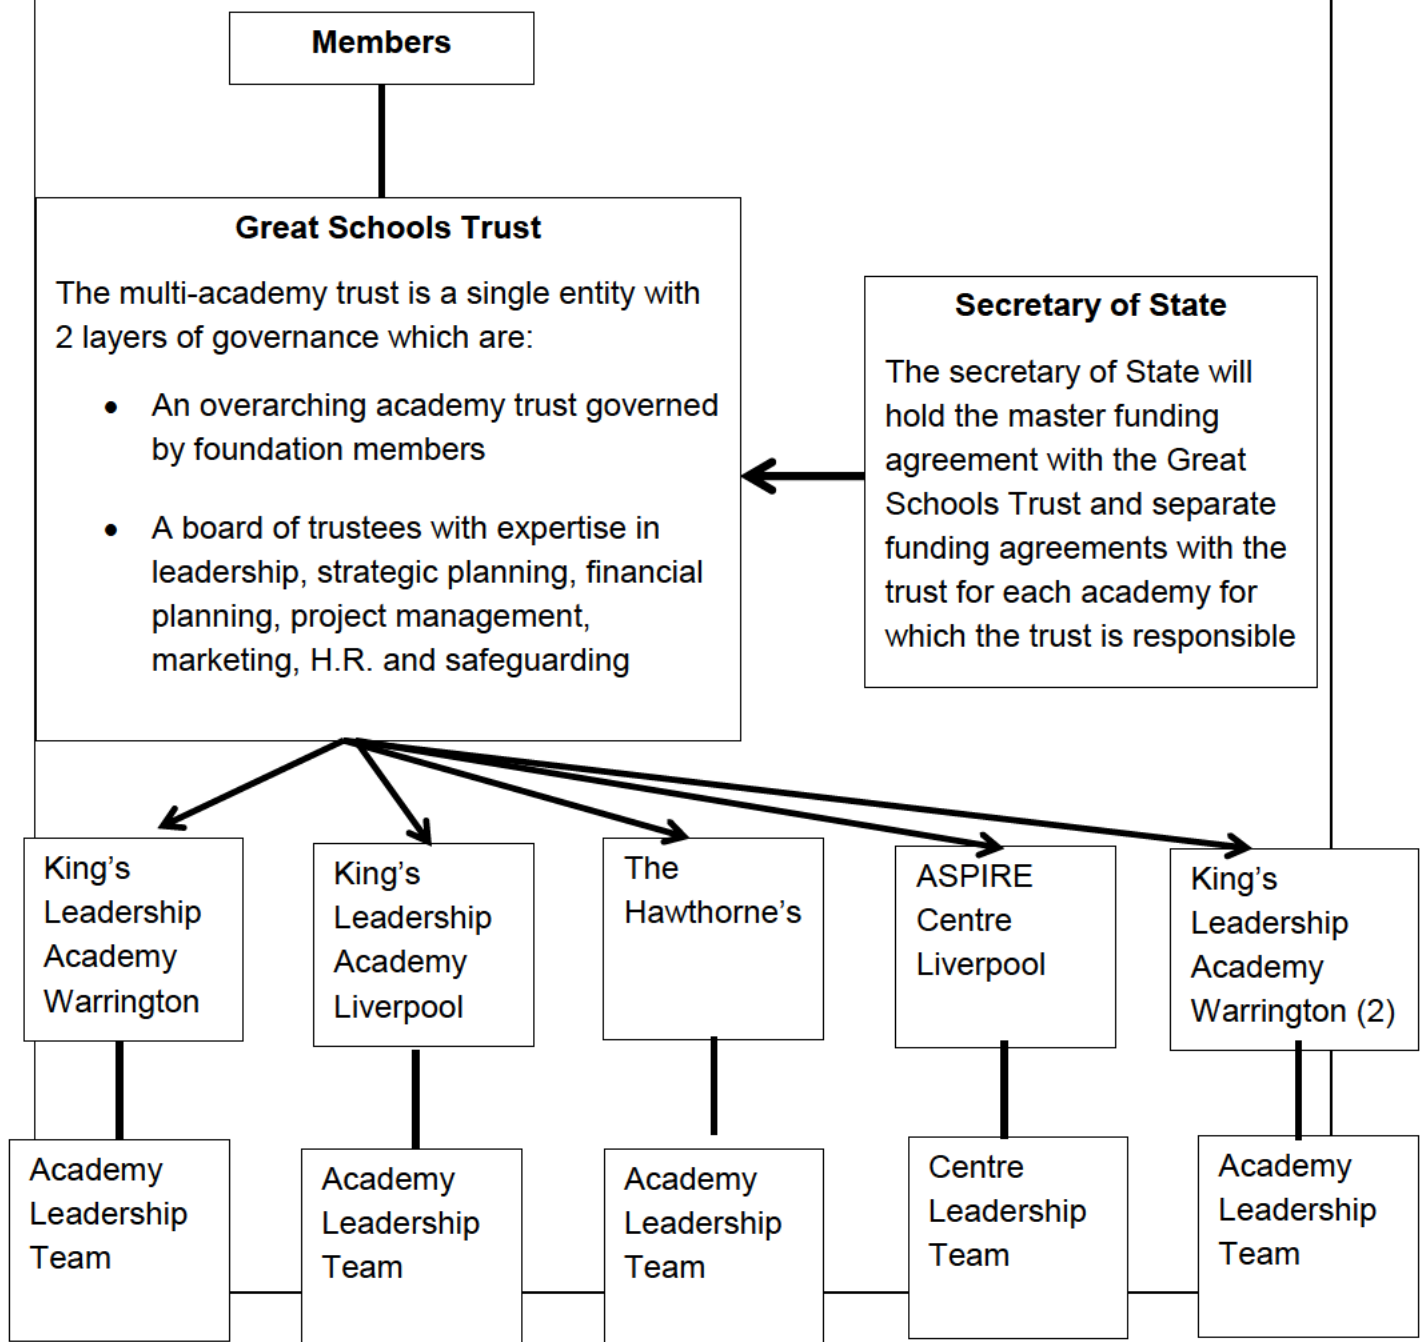 Members
Great Schools Trust
The multi-academy trust is a single entity with
2 layers of governance which are:
● An overarching academy trust governed
by foundation members
● A board of trustees with expertise in
leadership, strategic planning, financial
planning, project management,
marketing, H.R. and safeguarding
Secretary of State
The secretary of State will
hold the master funding
agreement with the Great
Schools Trust and separate
funding agreements with the
trust for each academy for
which the trust is responsible
King’s
Leadership
Academy
Warrington
King’s
Leadership
Academy
Liverpool
The
Hawthorne’s
ASPIRE
Centre
Liverpool
King’s
Leadership
Academy
Warrington (2)
Academy
Leadership
Team
Academy
Leadership
Team
Academy
Leadership
Team
Centre
Leadership
Team
Academy
Leadership
Team